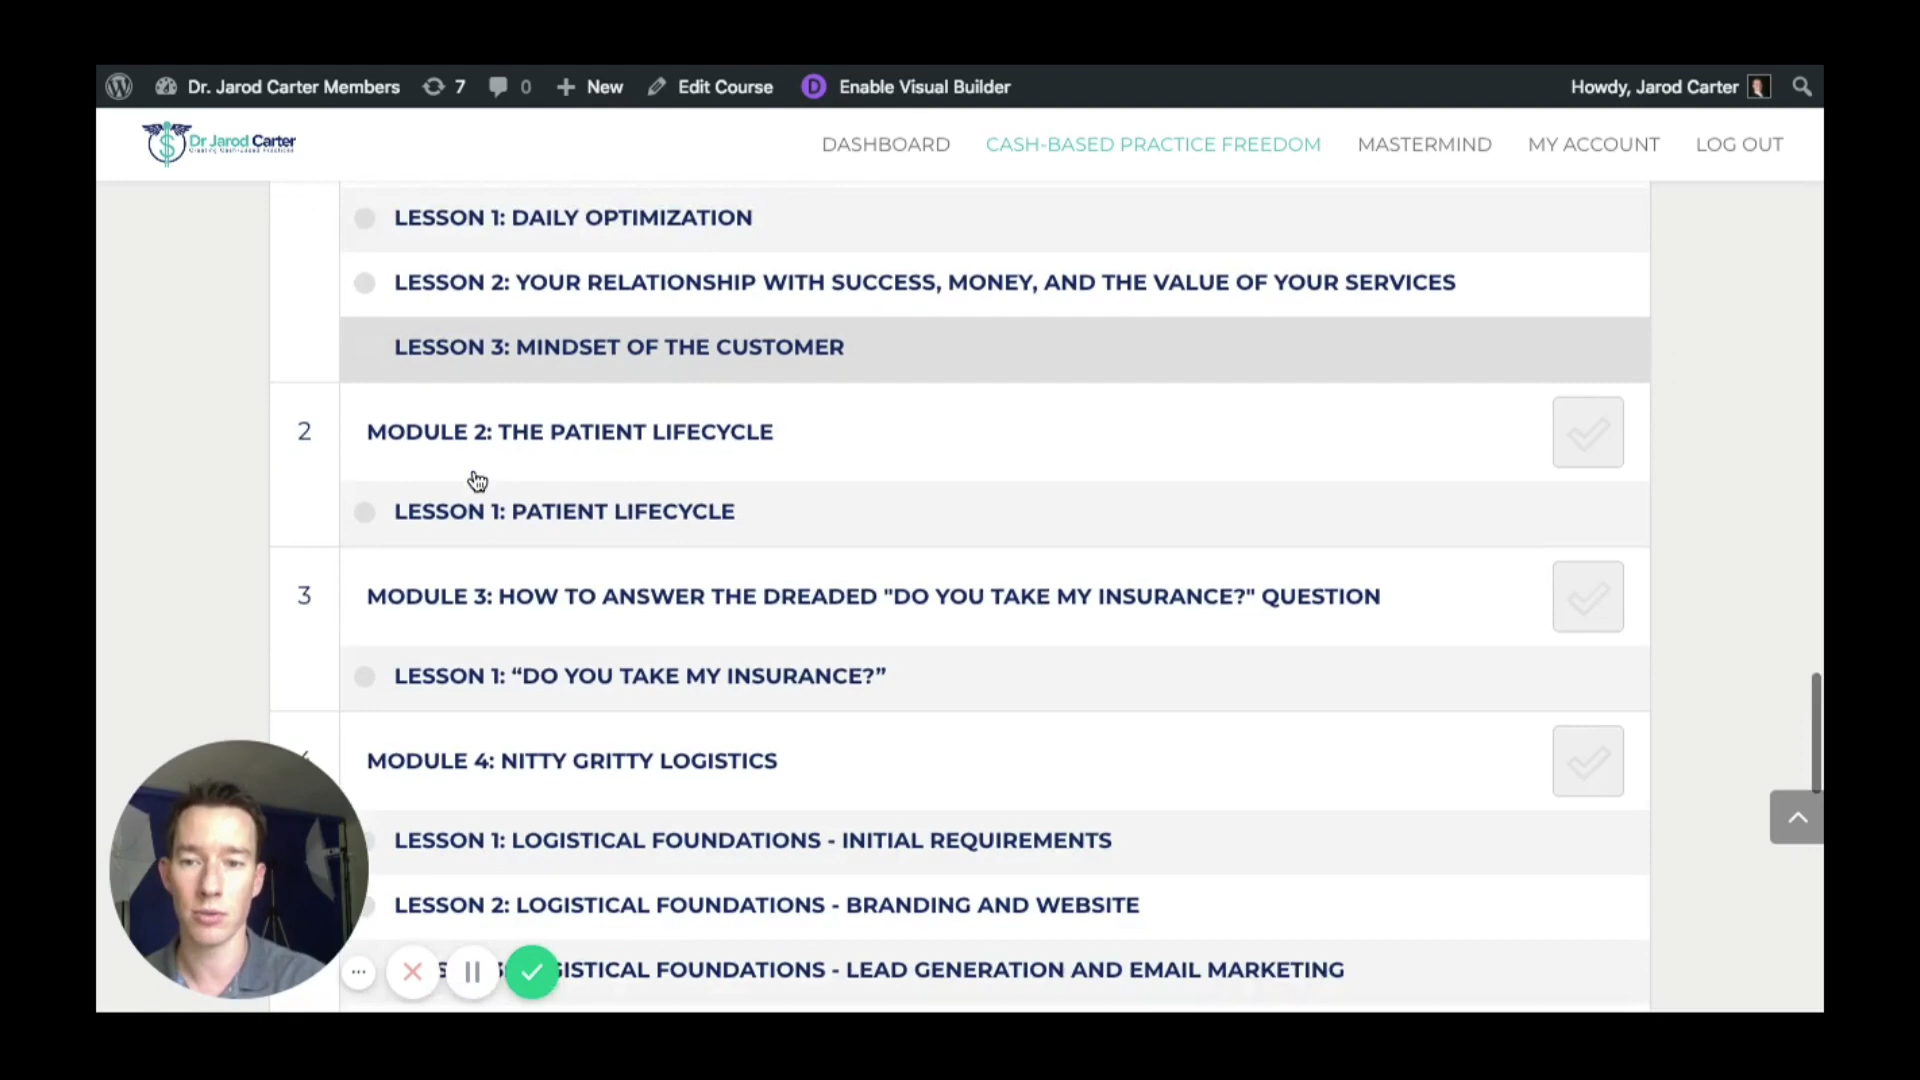 Dr. Jarod Carter Members 7 0 New Edit Course Enable Visual Builder Howdy, Jarod Carter
Dr Jarod Carter
DASHBOARD CASH-BASED PRACTICE FREEDOM MASTERMIND MY ACCOUNT LOG OUT
LESSON 1: DAILY OPTIMIZATION
LESSON 2: YOUR RELATIONSHIP WITH SUCCESS, MONEY, AND THE VALUE OF YOUR SERVICES
LESSON 3: MINDSET OF THE CUSTOMER
2 MODULE 2: THE PATIENT LIFECYCLE
LESSON 1: PATIENT LIFECYCLE
3 MODULE 3: HOW TO ANSWER THE DREADED "DO YOU TAKE MY INSURANCE?" QUESTION
LESSON 1: “DO YOU TAKE MY INSURANCE?”
MODULE 4: NITTY GRITTY LOGISTICS
LESSON 1: LOGISTICAL FOUNDATIONS - INITIAL REQUIREMENTS
LESSON 2: LOGISTICAL FOUNDATIONS - BRANDING AND WEBSITE
ISTICAL FOUNDATIONS - LEAD GENERATION AND EMAIL MARKETING